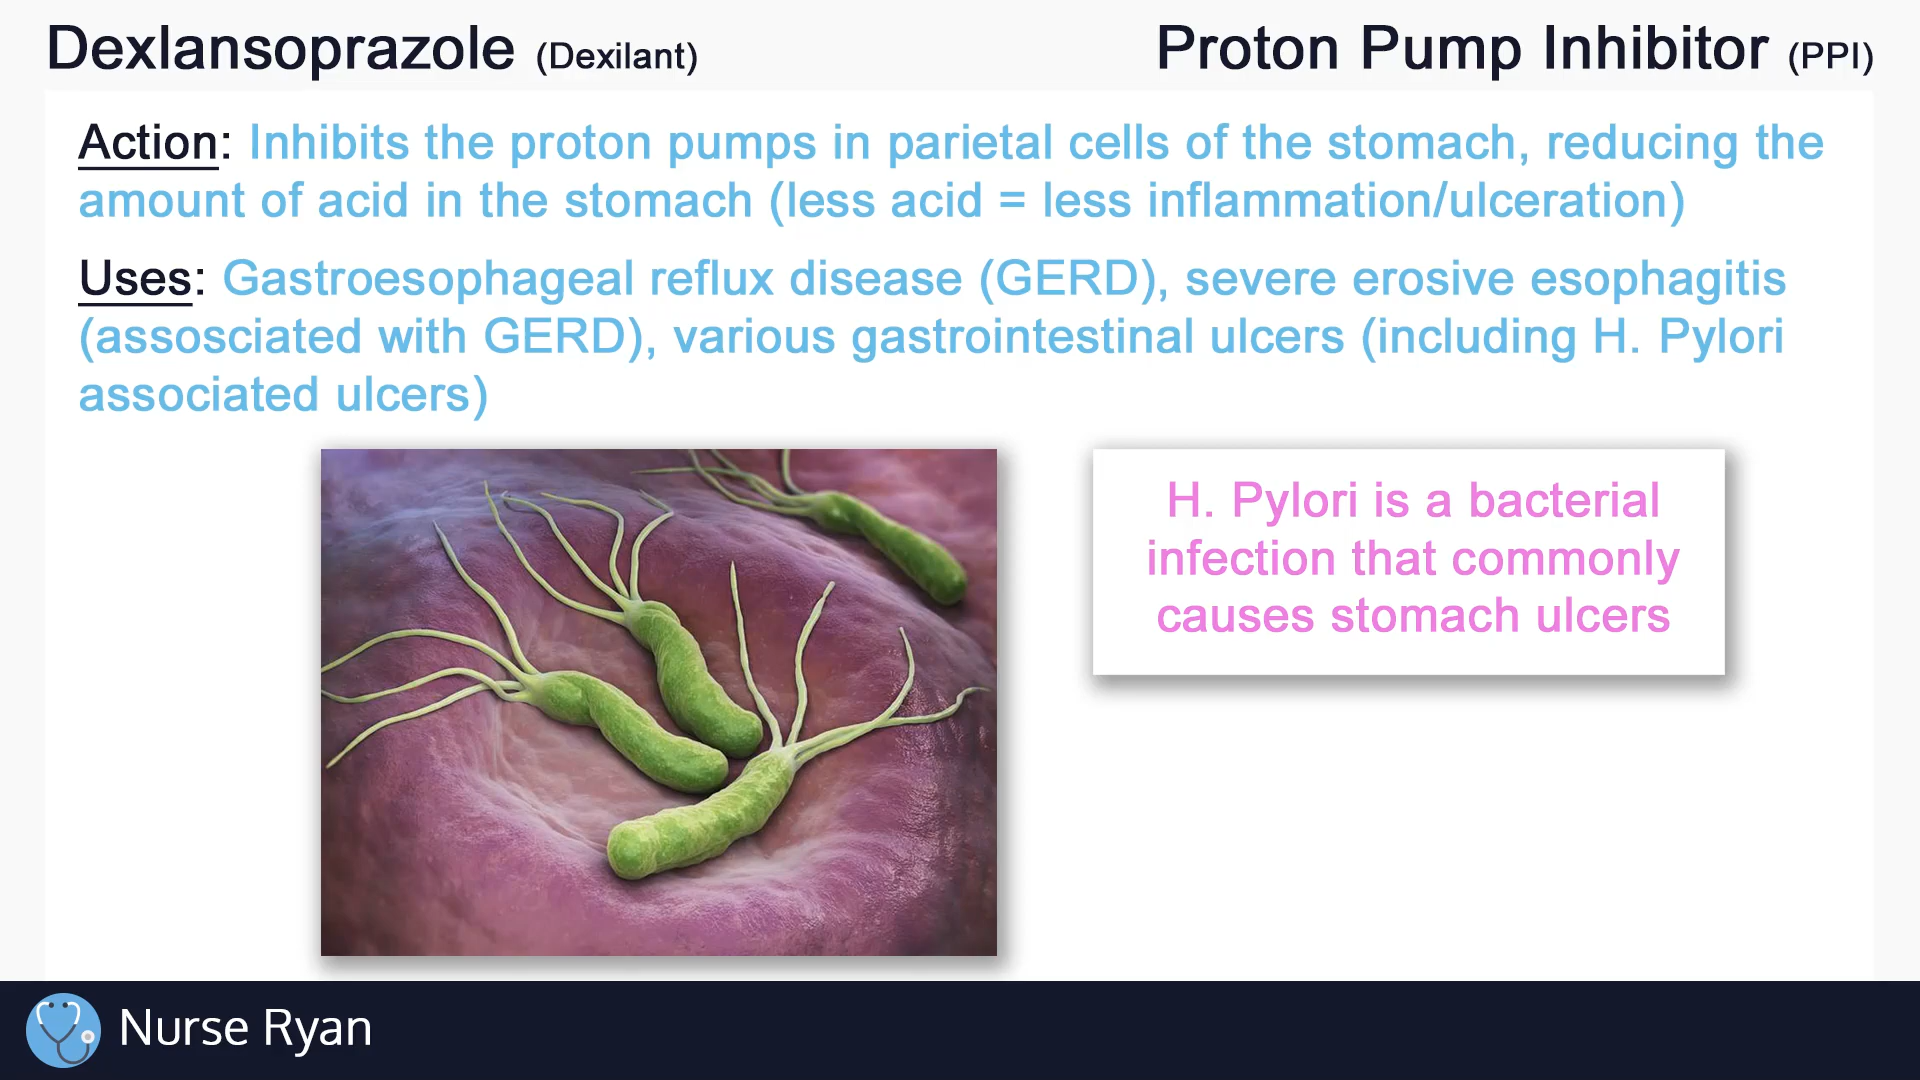 Dexlansoprazole (Dexilant)
Proton Pump Inhibitor (PPI)
Action: Inhibits the proton pumps in parietal cells of the stomach, reducing the
amount of acid in the stomach (less acid = less inflammation/ulceration)
Uses: Gastroesophageal reflux disease (GERD), severe erosive esophagitis
(assosciated with GERD), various gastrointestinal ulcers (including H. Pylori
associated ulcers)
H. Pylori is a bacterial
infection that commonly
causes stomach ulcers
Nurse Ryan